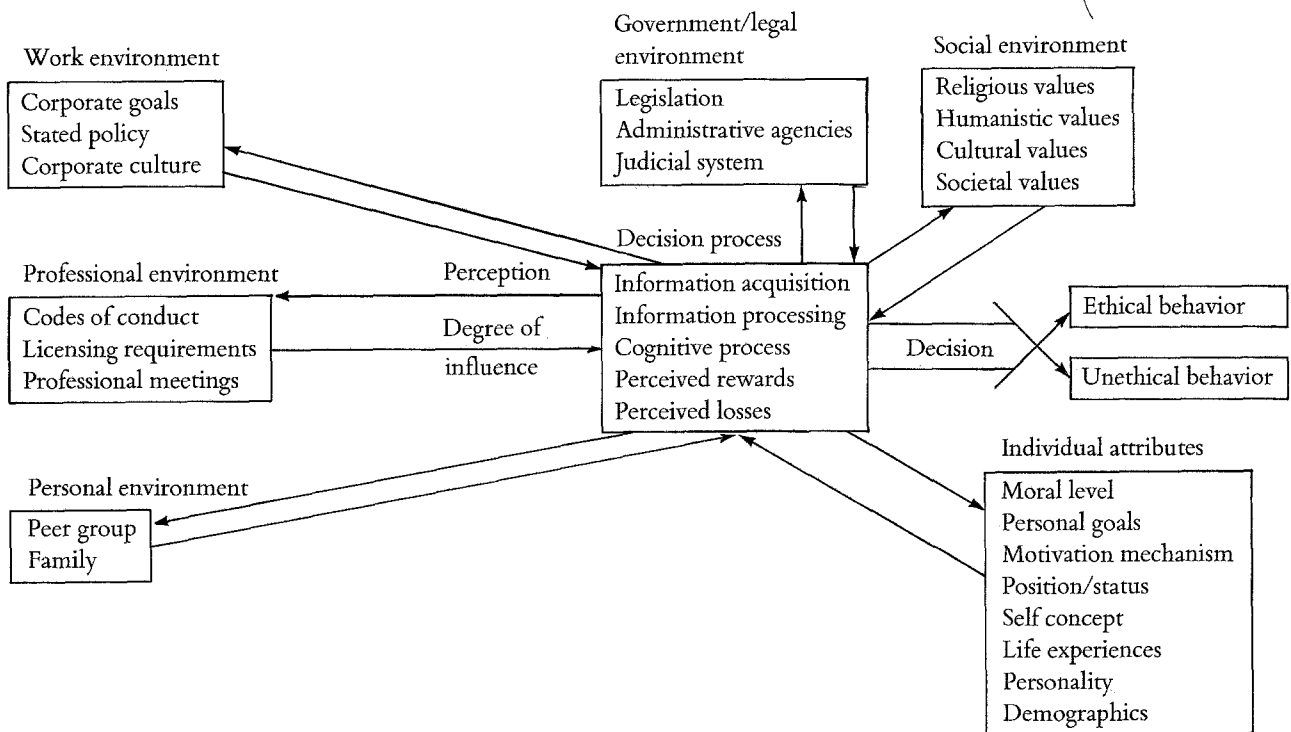 Work environment
Corporate goals
Stated policy
Corporate culture
Government/legal
environment
Legislation
Administrative agencies
Judicial system
Social environment
Religious values
Humanistic values
Cultural values
Societal values
Professional environment
Codes of conduct
Licensing requirements
Professional meetings
Perception
Degree of
influence
Decision process
Information acquisition
Information processing
Cognitive process
Perceived rewards
Perceived losses
Decision
Ethical behavior
Unethical behavior
Personal environment
Peer group
Family
Individual attributes
Moral level
Personal goals
Motivation mechanism
Position/status
Self concept
Life experiences
Personality
Demographics